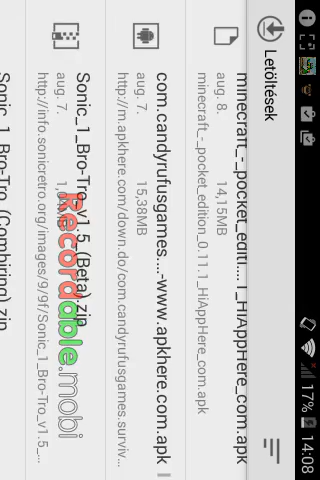 17% 14:08
Letöltések
minecraft_-_pocket_editi....1_HiAppHere_com.apk
aug. 8. 14,15MB
minecraft_-_pocket_edition_0.11.1_HiAppHere_com.apk
com.candyrufusgames...-www.apkhere.com.apk
aug. 7. 15,38MB
http://m.apkhere.com/down.do/com.candyrufusgames.surviv...
Sonic_1_Bro-Tro_v1.5_(Beta).zip
aug. 7.
http://info.sonicretro.org/images/9/9f/Sonic_1_Bro-Tro_v1.5_...
Sonic_1_Bro-Tro_(Combiring).zip
Recordable.mobi